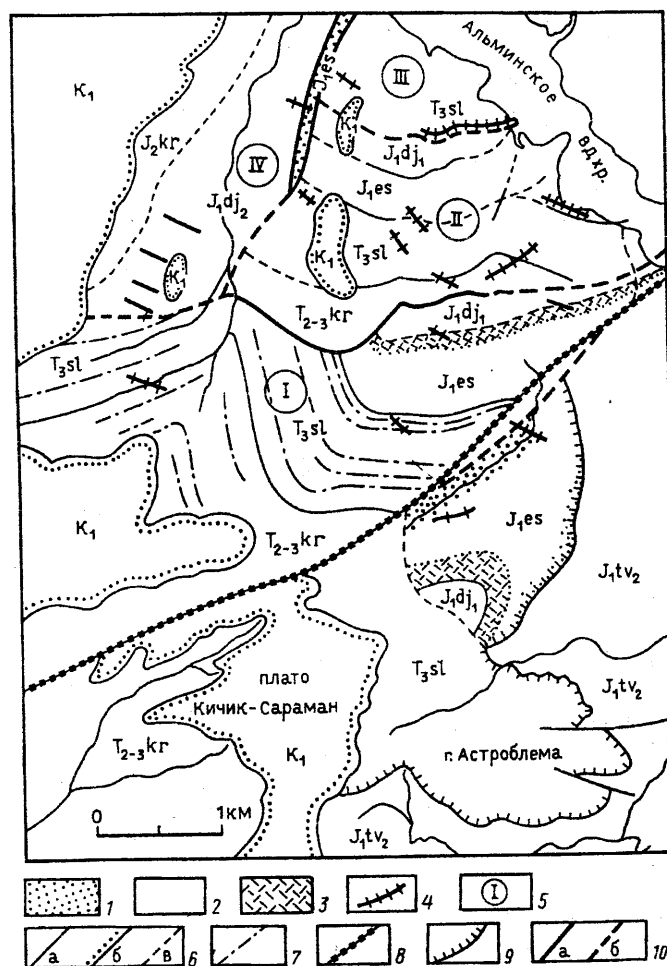 K₁
J₂kr
J₁es
III
Альминское
вдхр.
T₃sl
K₁
J₁dj₁
IV
J₁dj₂
J₁es
II
K₁
T₃sl
K₁
T₂₋₃kr
J₁dj₁
T₃sl
J₁es
I
T₃sl
K₁
T₂₋₃kr
J₁es
J₁tv₂
J₁dj₁
T₃sl
плато
Кичик-Сараман
J₁tv₂
T₂₋₃kr
K₁
г. Астроблема
0 1км
J₁tv₂
1 2 3 4 I 5
а б в 6 7 8 9 а б 10